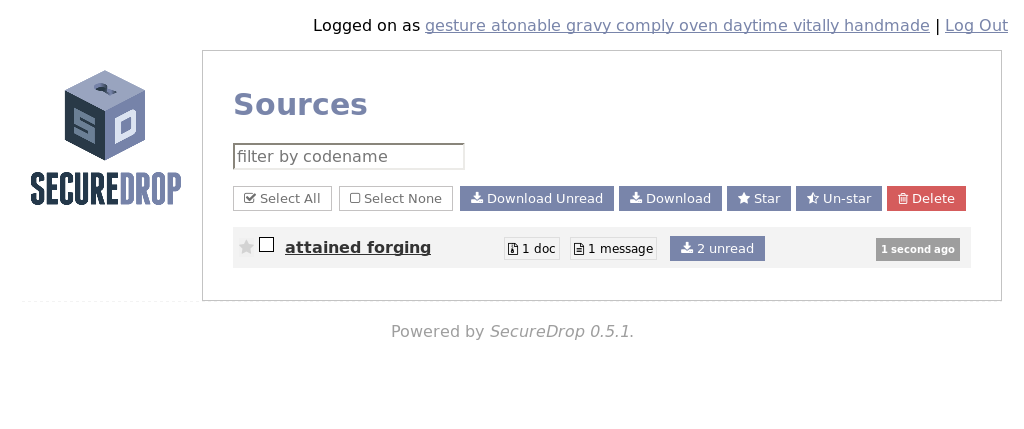 Logged on as gesture atonable gravy comply oven daytime vitally handmade | Log Out
SD
SECUREDROP
Sources
filter by codename
Select All Select None Download Unread Download Star Un-star Delete
attained forging 1 doc 1 message 2 unread 1 second ago
Powered by SecureDrop 0.5.1.